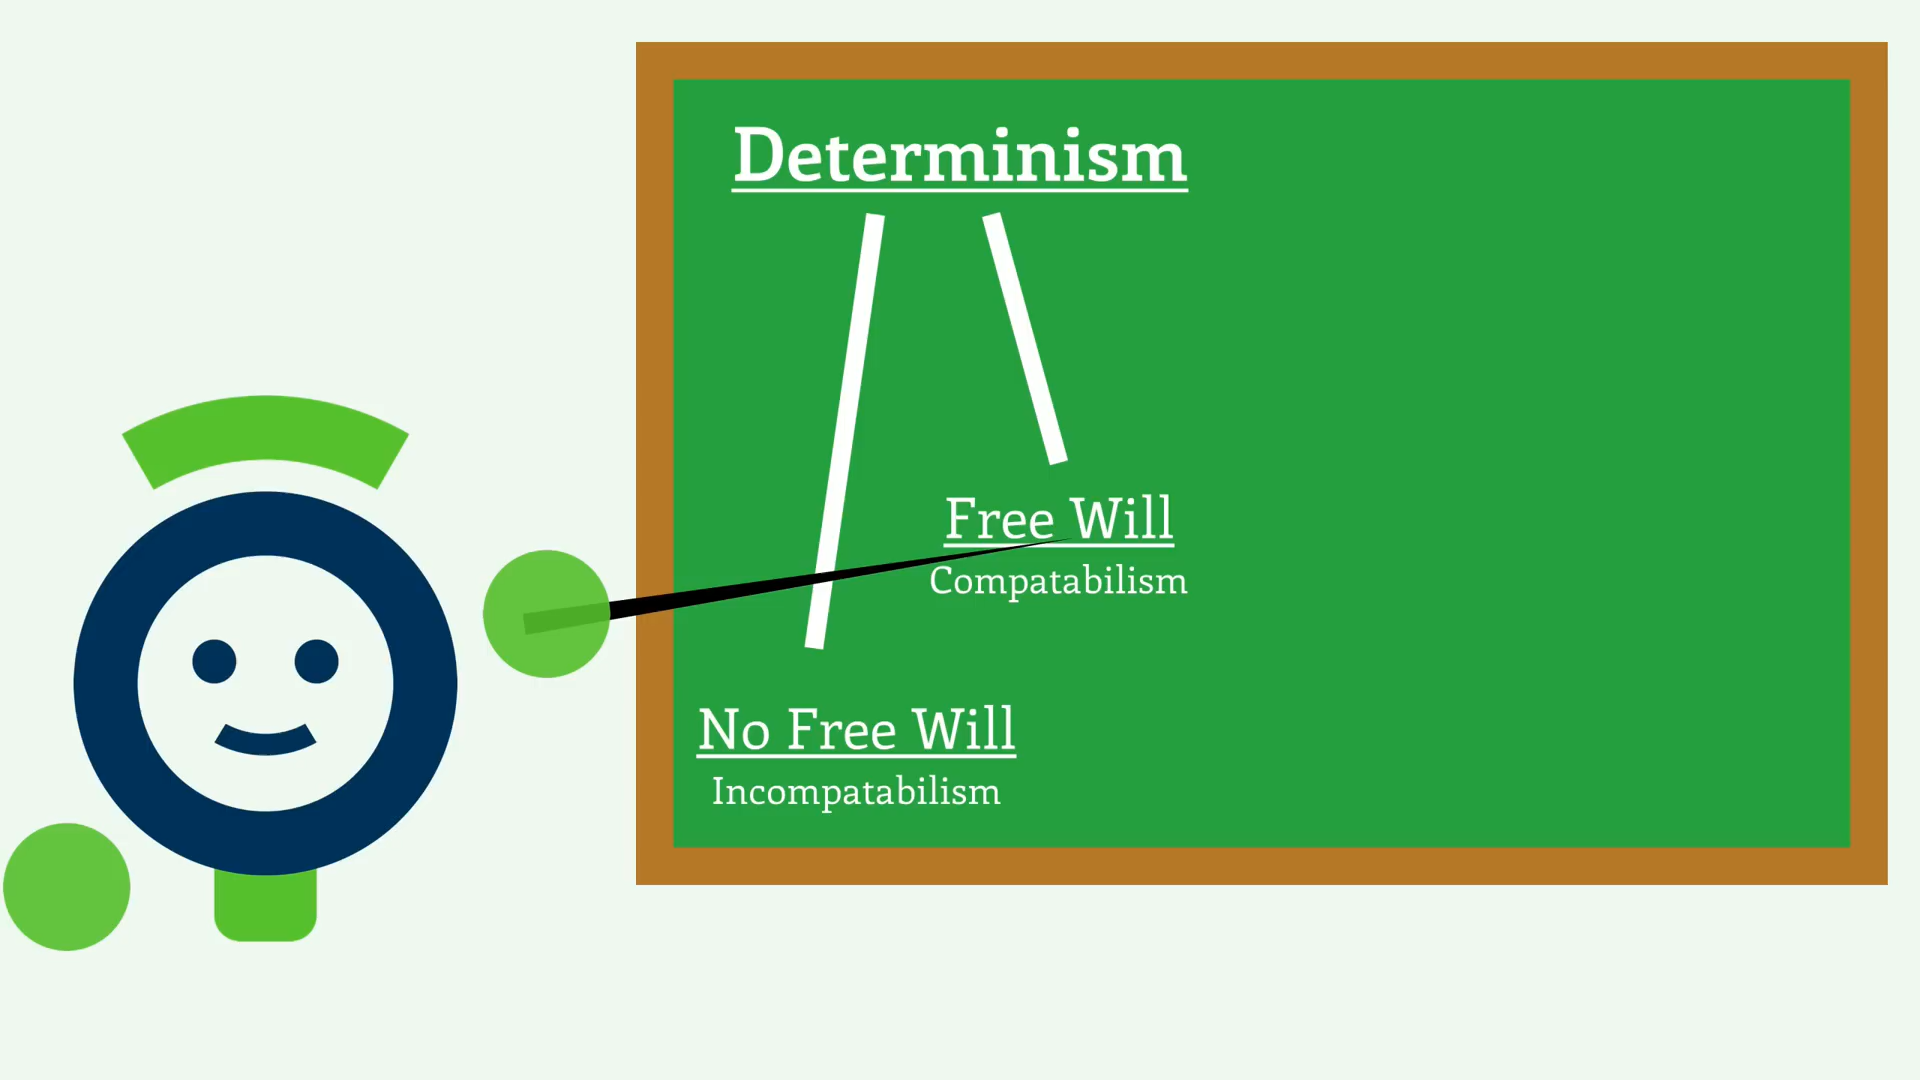 Determinism
Free Will
Compatabilism
No Free Will
Incompatabilism